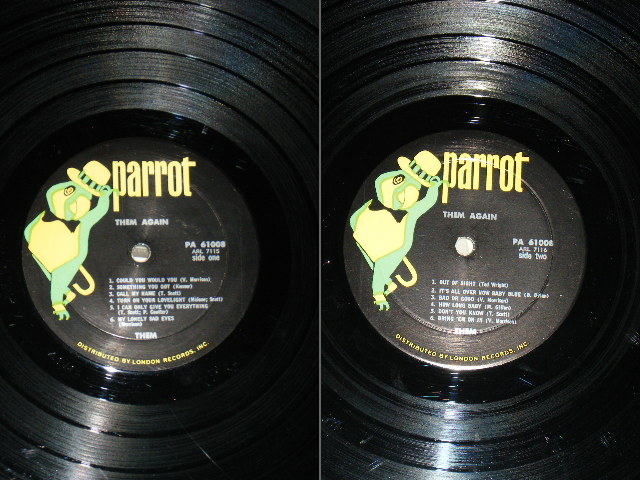 parrot
THEM AGAIN
PA 61008
ARL 7115
side one
1. COULD YOU WOULD YOU (V. Morrison)
2. SOMETHING YOU GOT (Kenner)
3. CALL MY NAME (T. Scott)
4. TURN ON YOUR LOVELIGHT (Malone; Scott)
5. I CAN ONLY GIVE YOU EVERYTHING
(T. Scott; P. Coulter)
6. MY LONELY SAD EYES
(Morrison)
THEM
DISTRIBUTED BY LONDON RECORDS, INC.
parrot
THEM AGAIN
PA 61008
ARL 7116
side two
1. OUT OF SIGHT (Ted Wright)
2. IT'S ALL OVER NOW BABY BLUE (B. Dylan)
3. BAD OR GOOD (V. Morrison)
4. HOW LONG BABY (M. Gillon)
5. DON'T YOU KNOW (T. Scott)
6. BRING 'EM ON IN (V. Morrison)
THEM
DISTRIBUTED BY LONDON RECORDS, INC.